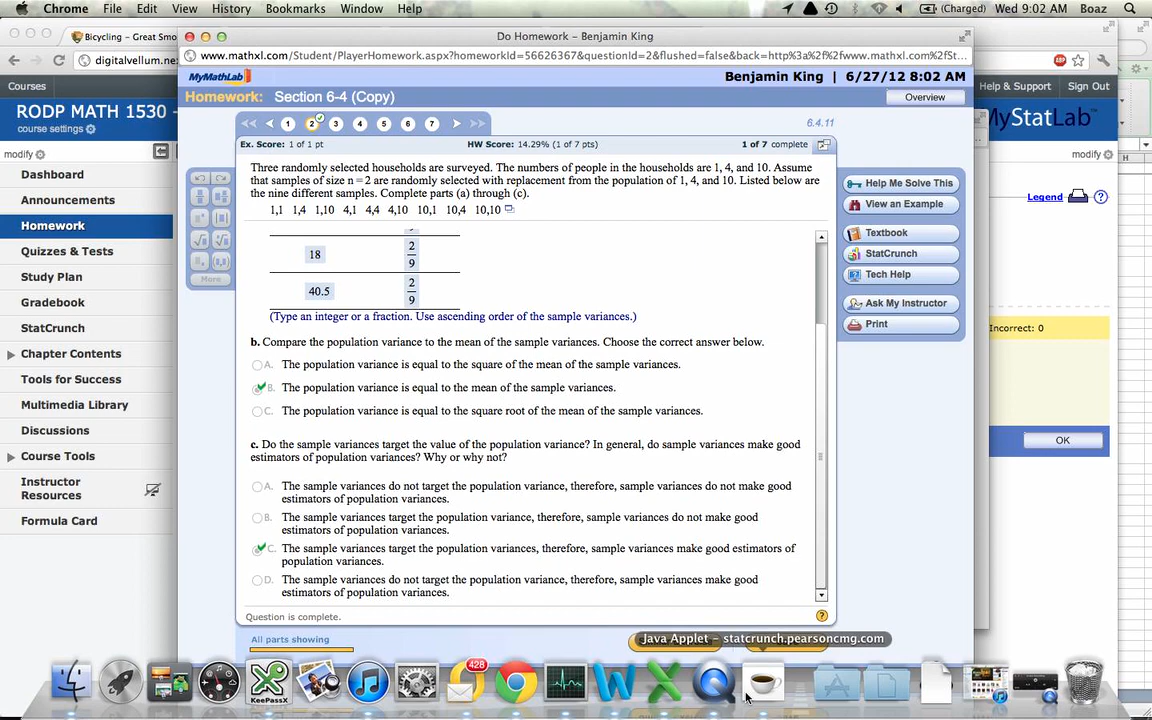 Chrome File Edit View History Bookmarks Window Help (Charged) Wed 9:02 AM Boaz
Bicycling – Great Smo
Do Homework – Benjamin King
digitalvellum.ne
www.mathxl.com/Student/PlayerHomework.aspx?homeworkId=56626367&questionId=2&flushed=false&back=http%3a%2f%2fwww.mathxl.com%2fSt...
ABP
Courses
MyMathLab
Benjamin King | 6/27/12 8:02 AM
Help & Support Sign Out
RODP MATH 1530 –
course settings
Homework: Section 6-4 (Copy)
Overview
MyStatLab
1 2 3 4 5 6 7
6.4.11
modify
modify
Ex. Score: 1 of 1 pt
HW Score: 14.29% (1 of 7 pts)
1 of 7 complete
H
Three randomly selected households are surveyed. The numbers of people in the households are 1, 4, and 10. Assume
that samples of size n=2 are randomly selected with replacement from the population of 1, 4, and 10. Listed below are
the nine different samples. Complete parts (a) through (c).
1,1 1,4 1,10 4,1 4,4 4,10 10,1 10,4 10,10
Help Me Solve This
View an Example
Textbook
StatCrunch
Tech Help
Ask My Instructor
Print
Legend
Dashboard
Announcements
Homework
Quizzes & Tests
Study Plan
Gradebook
StatCrunch
Chapter Contents
Tools for Success
Multimedia Library
Discussions
Course Tools
Instructor
Resources
Formula Card
More
18 2/9
40.5 2/9
(Type an integer or a fraction. Use ascending order of the sample variances.)
b. Compare the population variance to the mean of the sample variances. Choose the correct answer below.
A. The population variance is equal to the square of the mean of the sample variances.
B. The population variance is equal to the mean of the sample variances.
C. The population variance is equal to the square root of the mean of the sample variances.
c. Do the sample variances target the value of the population variance? In general, do sample variances make good
estimators of population variances? Why or why not?
A. The sample variances do not target the population variance, therefore, sample variances do not make good
estimators of population variances.
B. The sample variances target the population variance, therefore, sample variances do not make good
estimators of population variances.
C. The sample variances target the population variances, therefore, sample variances make good estimators of
population variances.
D. The sample variances do not target the population variance, therefore, sample variances make good
estimators of population variances.
Incorrect: 0
OK
Question is complete.
All parts showing
Java Applet – statcrunch.pearsoncmg.com
428
KeePassX